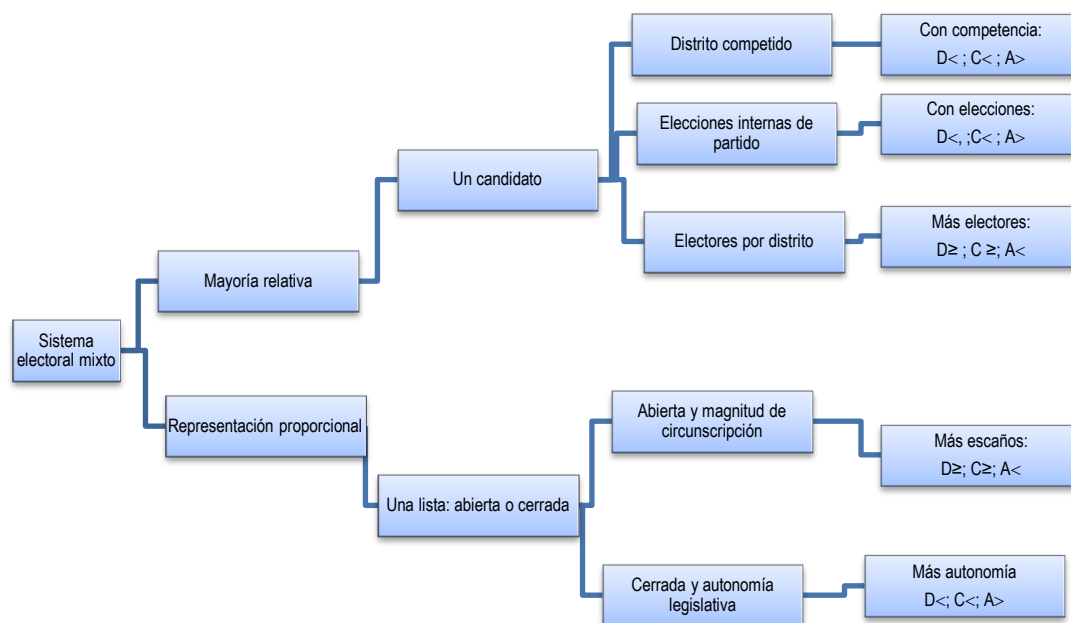 Distrito competido
Con competencia:
D< ; C< ; A>
Elecciones internas de
partido
Con elecciones:
D<, ;C< ; A>
Un candidato
Electores por distrito
Más electores:
D≥ ; C ≥; A<
Mayoría relativa
Sistema
electoral mixto
Representación proporcional
Abierta y magnitud de
circunscripción
Más escaños:
D≥; C≥; A<
Una lista: abierta o cerrada
Cerrada y autonomía
legislativa
Más autonomía
D<; C<; A>